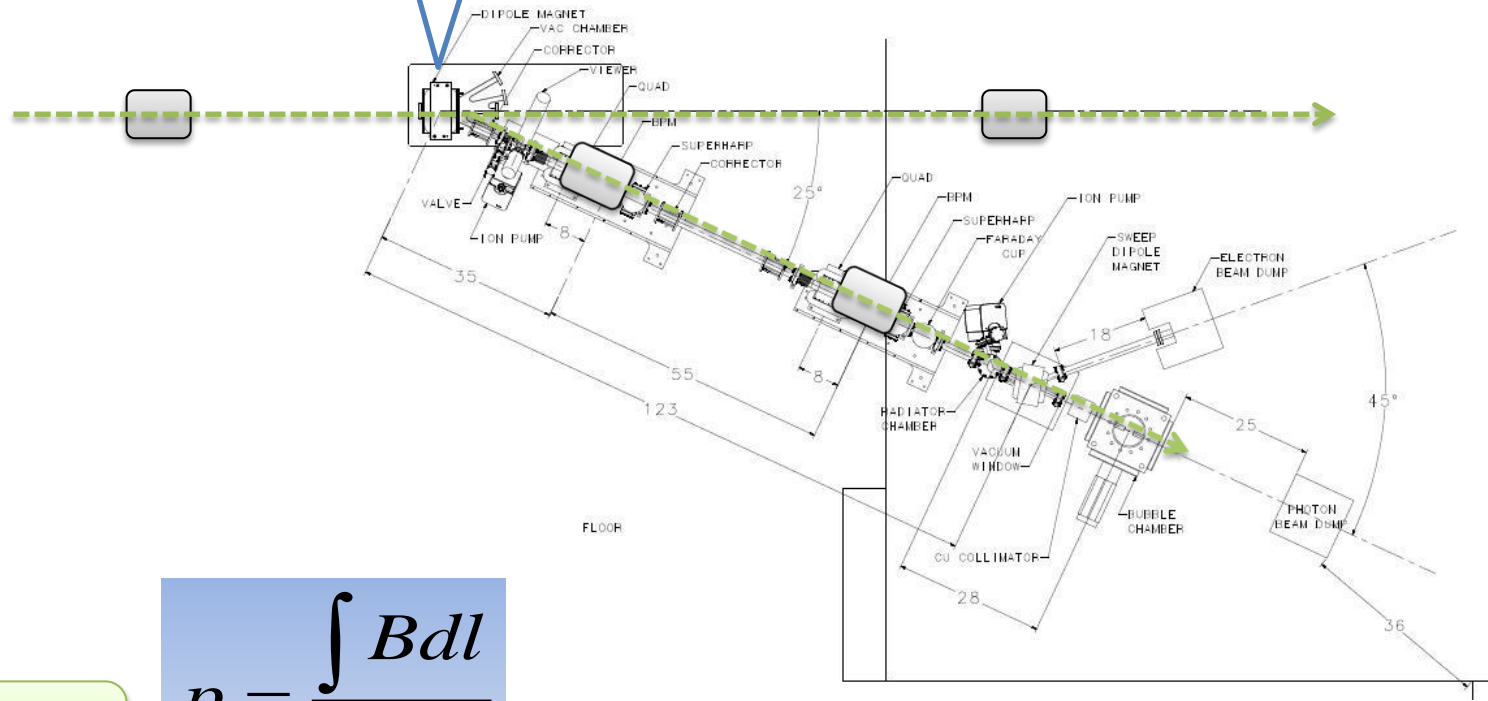 DIPOLE MAGNET
VAC CHAMBER
CORRECTOR
VIEWER
QUAD
BPM
SUPERHARP
CORRECTOR
25°
VALVE
ION PUMP
8
35
QUAD
BPM
ION PUMP
SUPERHARP
FARADAY
CUP
SWEEP
DIPOLE
MAGNET
ELECTRON
BEAM DUMP
18
55
8
123
45°
25
RADIATOR
CHAMBER
VACUUM
WINDOW
BUBBLE
CHAMBER
PHOTON
BEAM DUMP
FLOOR
CU COLLIMATOR
28
36
∫ Bdl
p =